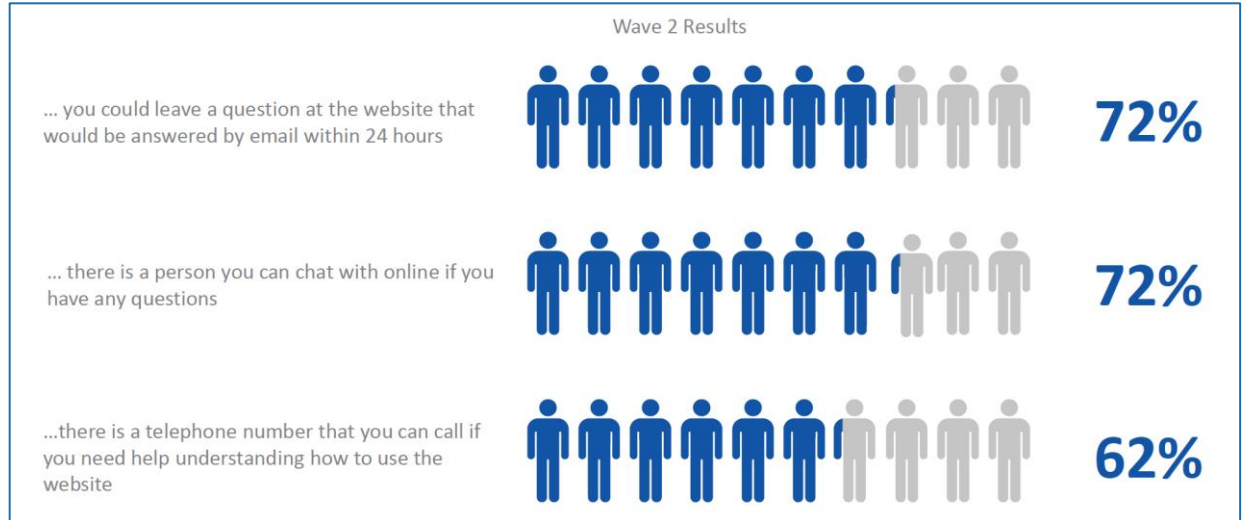 Wave 2 Results
... you could leave a question at the website that
would be answered by email within 24 hours
72%
... there is a person you can chat with online if you
have any questions
72%
...there is a telephone number that you can call if
you need help understanding how to use the
website
62%